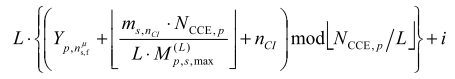 L · { ( Y_{p,n_{s,f}^{μ}} + ⌊ (m_{s,n_{CI}} · N_{CCE,p}) / (L · M_{p,s,max}^{(L)}) ⌋ + n_{CI} ) mod ⌊ N_{CCE,p} / L ⌋ } + i